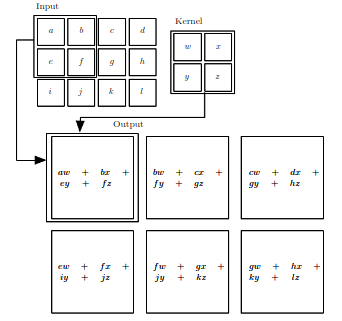 Input
Kernel
a b c d
w x
e f g h
y z
i j k l
Output
aw + bx + bw + cx + cw + dx +
ey + fz fy + gz gy + hz
ew + fx + fw + gx + gw + hx +
iy + jz jy + kz ky + lz